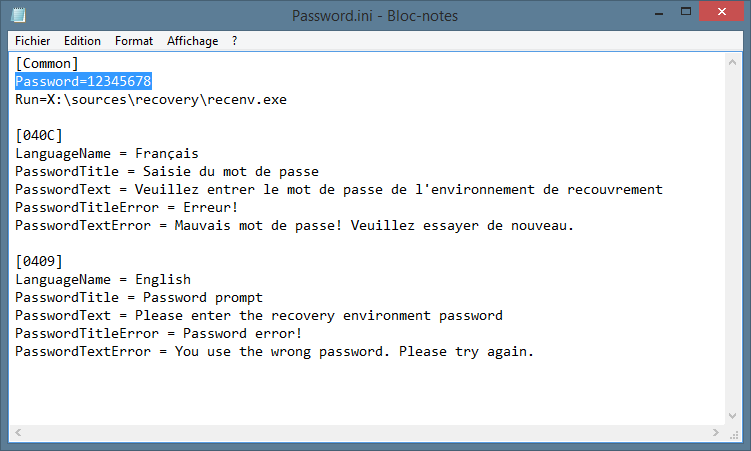 Password.ini - Bloc-notes
Fichier Edition Format Affichage ?
[Common]
Password=12345678
Run=X:\sources\recovery\recenv.exe
[040C]
LanguageName = Français
PasswordTitle = Saisie du mot de passe
PasswordText = Veuillez entrer le mot de passe de l'environnement de recouvrement
PasswordTitleError = Erreur!
PasswordTextError = Mauvais mot de passe! Veuillez essayer de nouveau.
[0409]
LanguageName = English
PasswordTitle = Password prompt
PasswordText = Please enter the recovery environment password
PasswordTitleError = Password error!
PasswordTextError = You use the wrong password. Please try again.